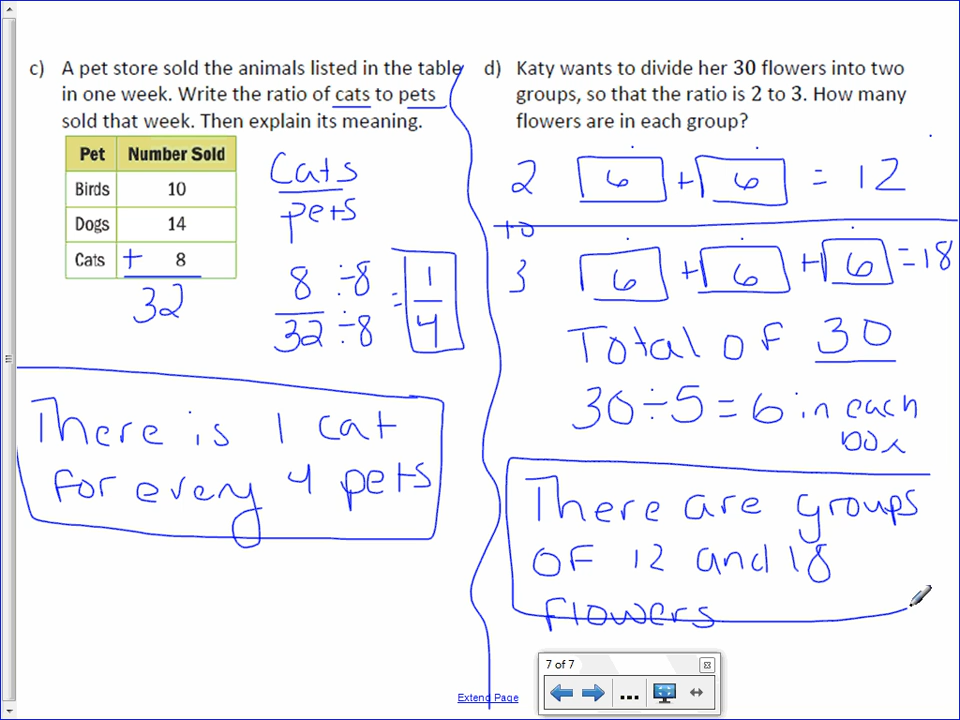 c) A pet store sold the animals listed in the table
in one week. Write the ratio of cats to pets
sold that week. Then explain its meaning.
Pet Number Sold
Birds 10
Dogs 14
Cats + 8
32
Cats
pets
8 ÷8
32 ÷8
= 1
4
There is 1 cat
for every 4 pets
d) Katy wants to divide her 30 flowers into two
groups, so that the ratio is 2 to 3. How many
flowers are in each group?
2 6 + 6 = 12
to
3 6 + 6 + 6 = 18
Total of 30
30 ÷ 5 = 6 in each
box
There are groups
of 12 and 18
flowers
7 of 7
...
Extend Page